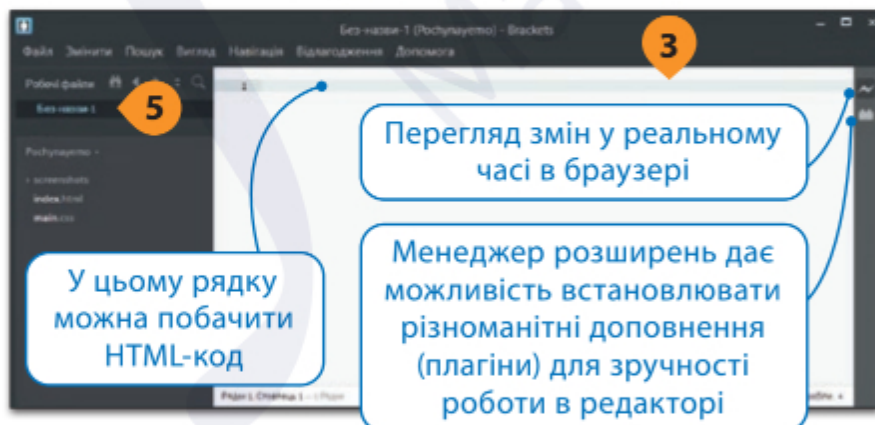 Без-назви-1 (Pochynayemo) - Brackets
Файл Змінити Пошук Вигляд Навігація Відлагодження Допомога
3
Робочі файли
1
Без-назви-1
5
Перегляд змін у реальному
часі в браузері
Pochynayemo
screenshots
index.html
main.css
У цьому рядку
можна побачити
HTML-код
Менеджер розширень дає
можливість встановлювати
різноманітні доповнення
(плагіни) для зручності
роботи в редакторі